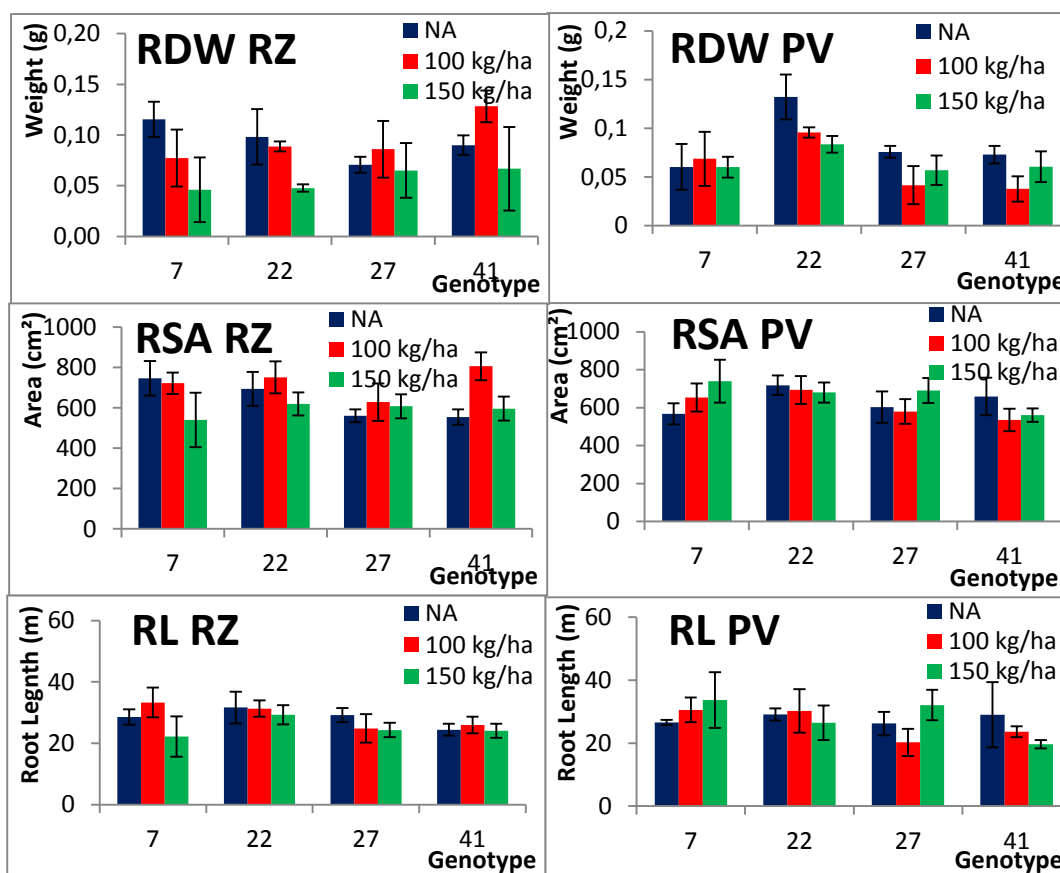 RDW RZ
Weight (g)
0,20
0,15
0,10
0,05
0,00
NA
100 kg/ha
150 kg/ha
7 22 27 41
Genotype
RDW PV
Weight (g)
0,2
0,15
0,1
0,05
0
NA
100 kg/ha
150 kg/ha
7 22 27 41
Genotype
RSA RZ
Area (cm²)
1000
800
600
400
200
0
NA
100 kg/ha
150 kg/ha
7 22 27 41
Genotype
RSA PV
Area (cm²)
1000
800
600
400
200
0
NA
100 kg/ha
150 kg/ha
7 22 27 41
Genotype
RL RZ
Root Legnth (m)
60
40
20
0
NA
100 kg/ha
150 kg/ha
7 22 27 41
Genotype
RL PV
Root Length (m)
60
40
20
0
NA
100 kg/ha
150 kg/ha
7 22 27 41
Genotype